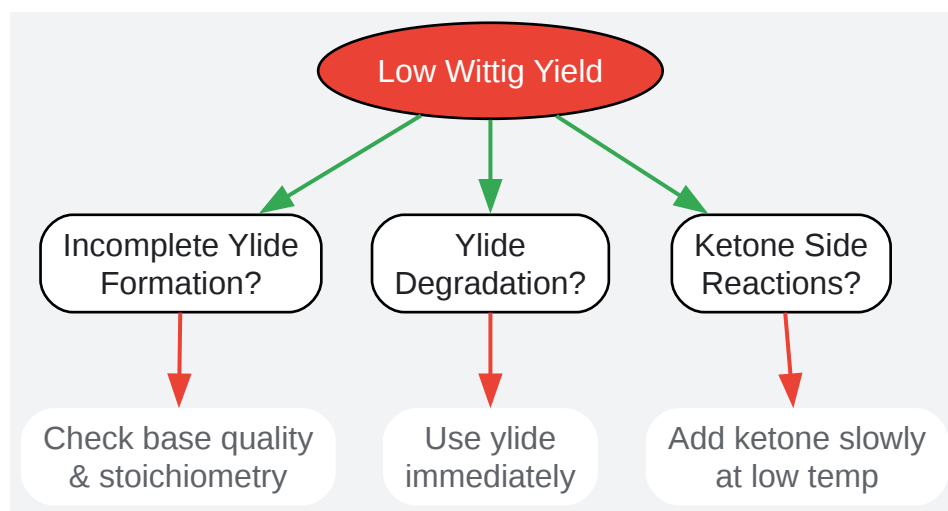 Low Wittig Yield
Incomplete Ylide
Formation?
Ylide
Degradation?
Ketone Side
Reactions?
Check base quality
& stoichiometry
Use ylide
immediately
Add ketone slowly
at low temp